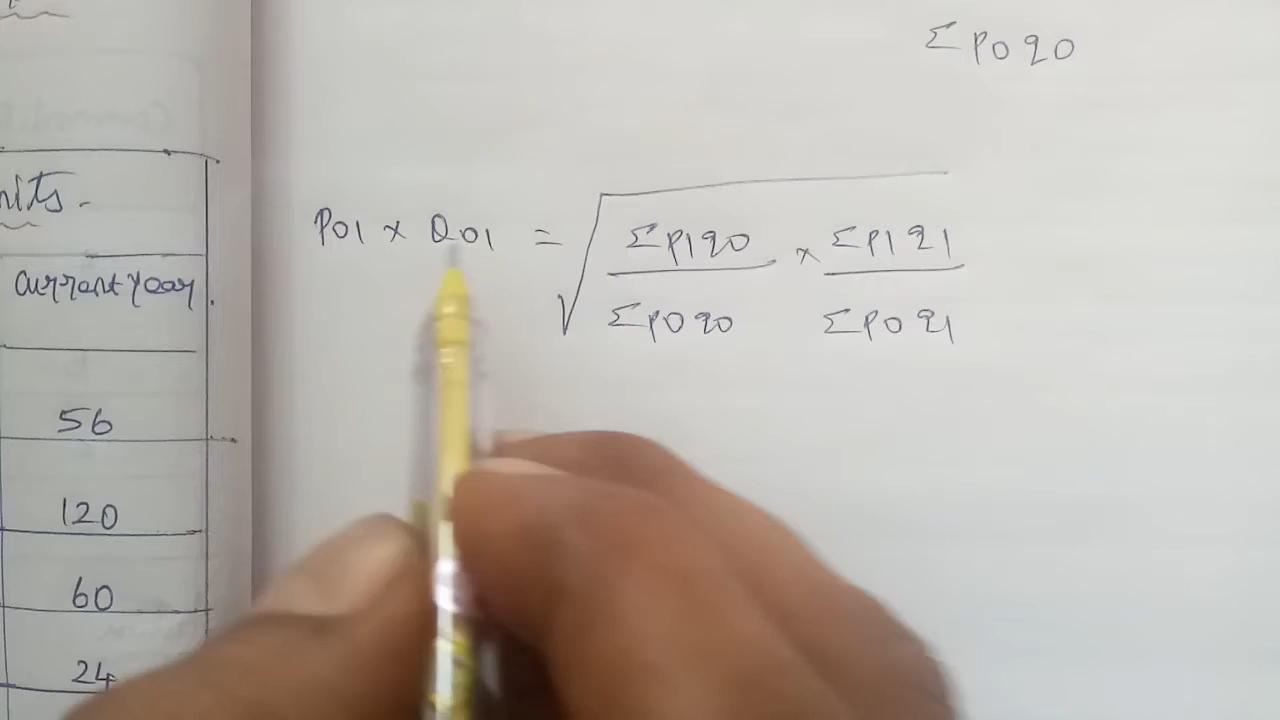 Σp0q0
nits.
P01 × Q01 = √ Σp1q0 × Σp1q1
Σp0q0 Σp0q1
Current year
56
120
60
24